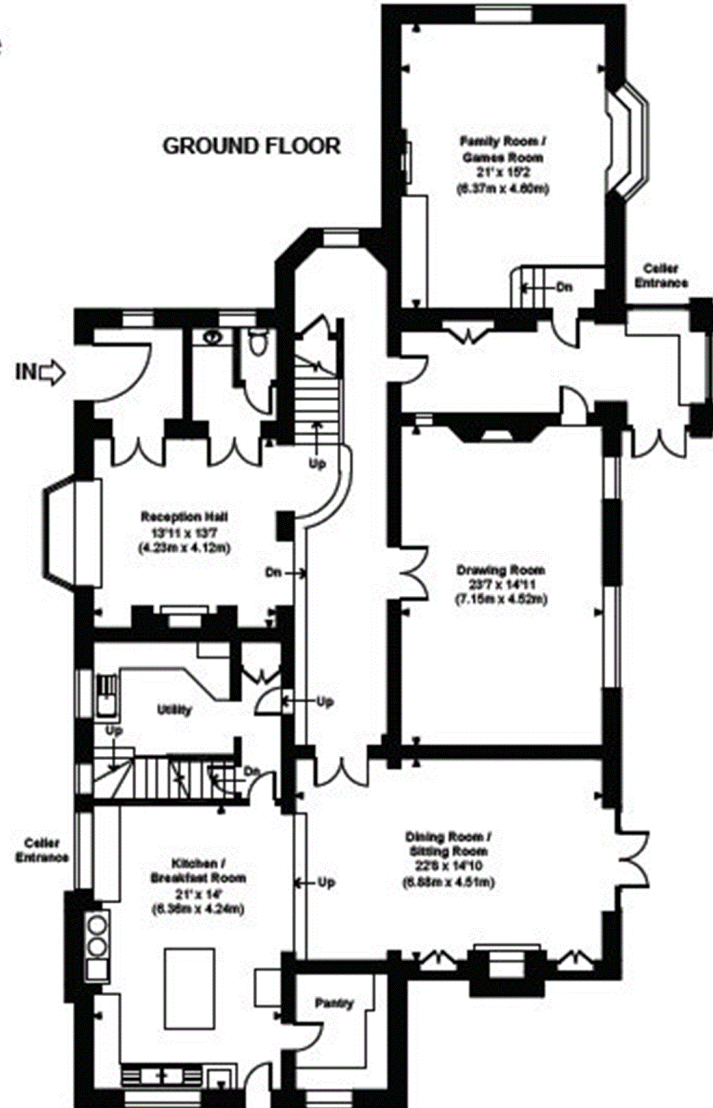 GROUND FLOOR
Family Room /
Games Room
21' x 15'2
(6.37m x 4.60m)
Dn
Celler
Entrance
IN
Up
Reception Hall
13'11 x 13'7
(4.23m x 4.12m)
Dn
Drawing Room
23'7 x 14'11
(7.15m x 4.52m)
Utility
Up
Up
Dn
Celler
Entrance
Kitchen /
Breakfast Room
21' x 14'
(6.36m x 4.24m)
Up
Dining Room /
Sitting Room
22'6 x 14'10
(6.88m x 4.51m)
Pantry